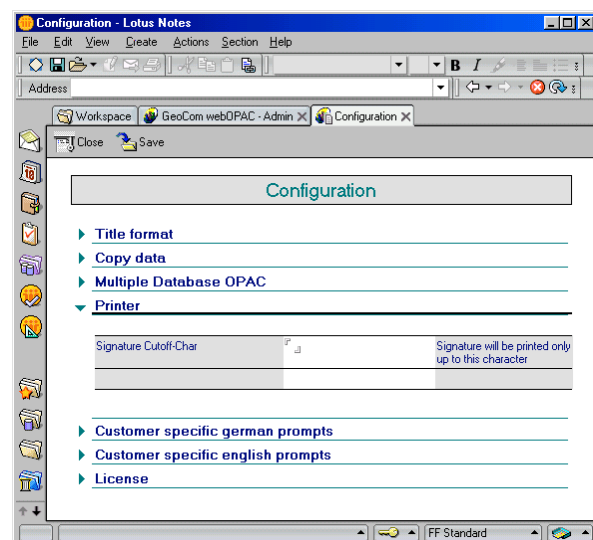 Configuration - Lotus Notes
File Edit View Create Actions Section Help
B I
Address
Workspace GeoCom webOPAC - Admin Configuration
Close Save
18
Configuration
Title format
Copy data
Multiple Database OPAC
Printer
Signature Cutoff-Char Signature will be printed only
up to this character
Customer specific german prompts
Customer specific english prompts
License
FF Standard